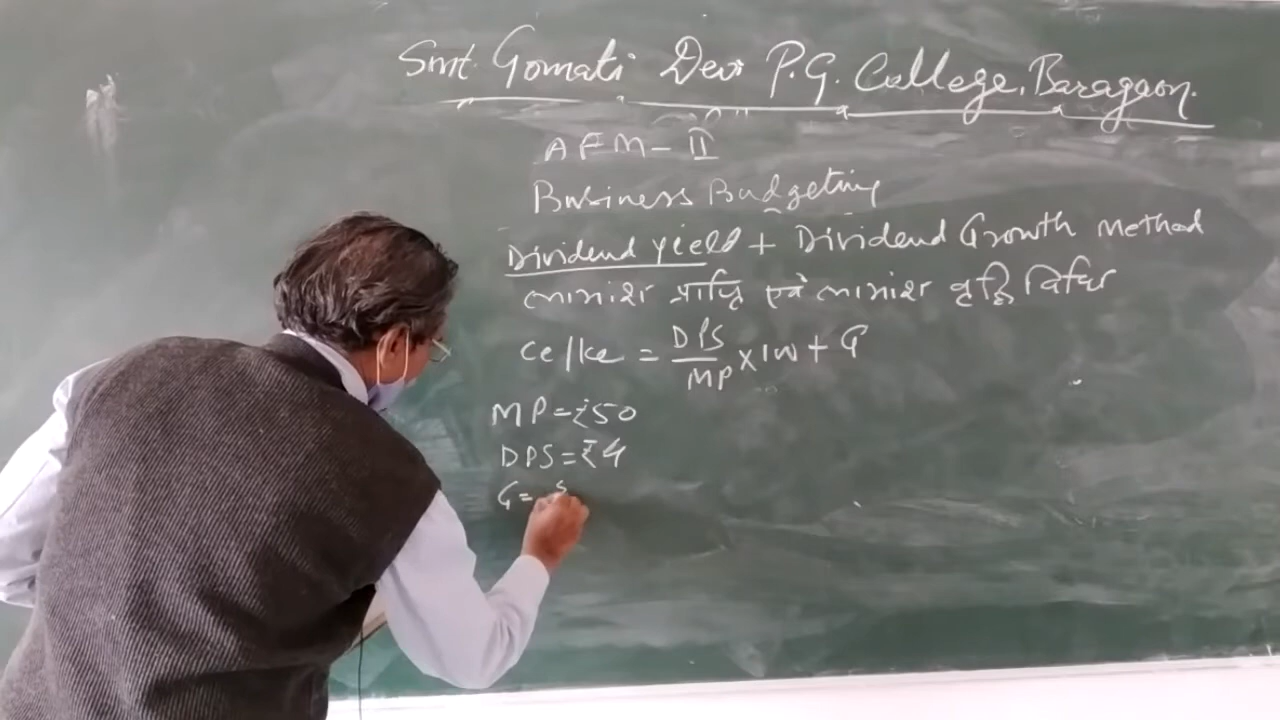 Smt. Gomati Devi P.G. College, Baragaon.
AFM-II
Business Budgeting
Dividend Yield + Dividend Growth Method
लाभांश प्राप्ति एवं लाभांश वृद्धि विधि
Ce/Ke = DPS/MP × 100 + G
MP = ₹50
DPS = ₹4
G =